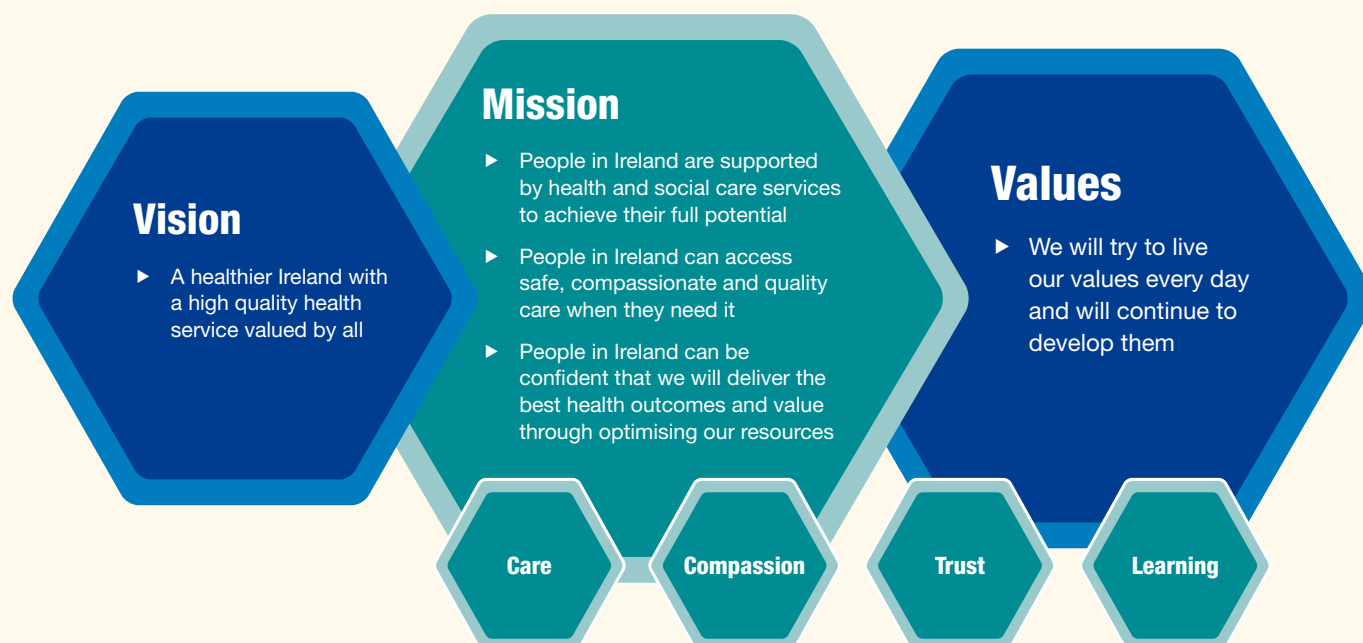 Vision
▶ A healthier Ireland with
a high quality health
service valued by all
Mission
▶ People in Ireland are supported
by health and social care services
to achieve their full potential
▶ People in Ireland can access
safe, compassionate and quality
care when they need it
▶ People in Ireland can be
confident that we will deliver the
best health outcomes and value
through optimising our resources
Values
▶ We will try to live
our values every day
and will continue to
develop them
Care
Compassion
Trust
Learning